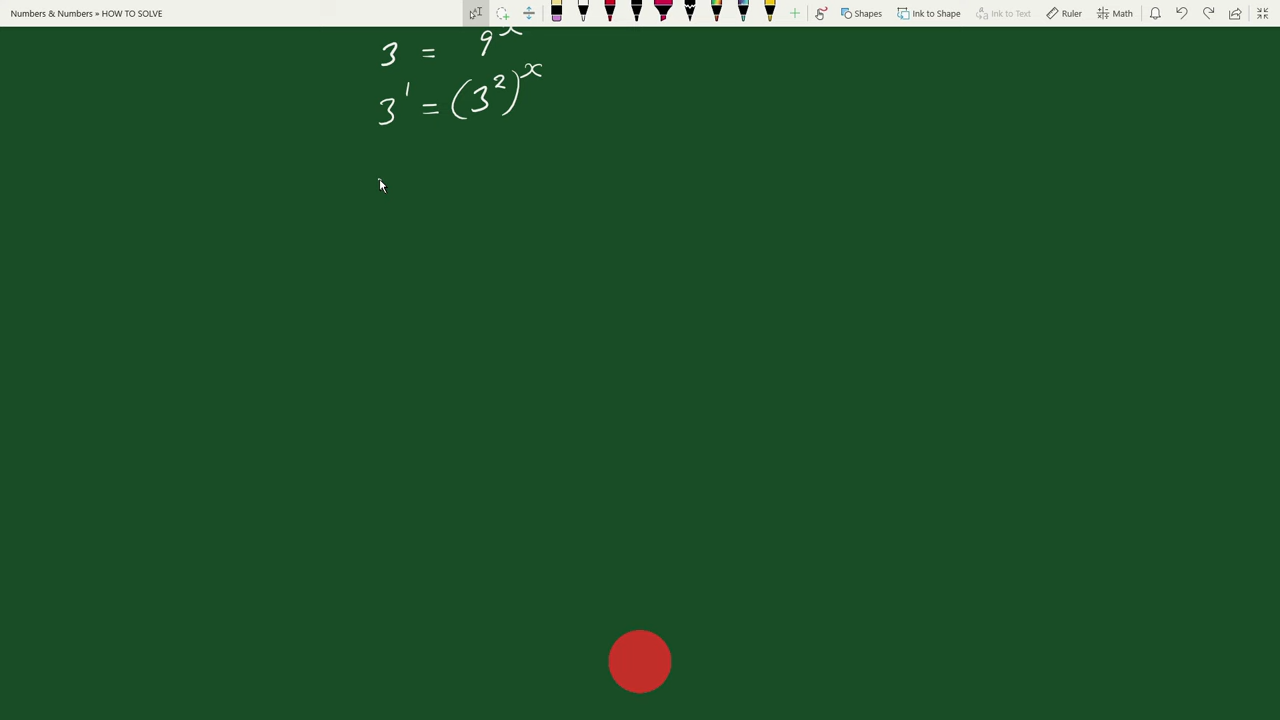 Numbers & Numbers » HOW TO SOLVE
Shapes Ink to Shape Ink to Text Ruler Math
3 = 9^x
3^1 = (3^2)^x